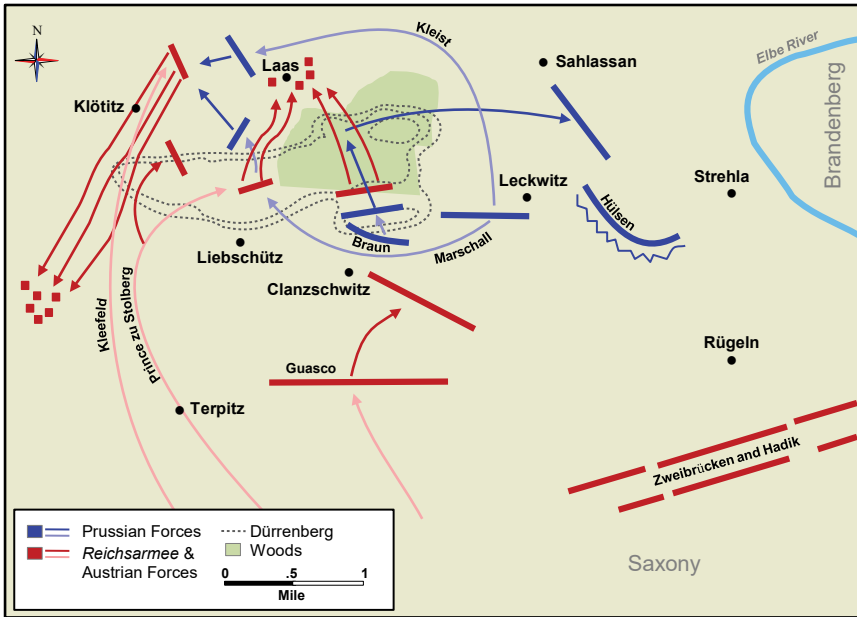 N
Kleist
Elbe River
Brandenberg
Sahlassan
Laas
Klötitz
Strehla
Leckwitz
Hülsen
Braun
Marschall
Liebschütz
Clanzschwitz
Kleefeld
Prince zu Stolberg
Rügeln
Guasco
Terpitz
Zweibrücken and Hadik
Saxony
Prussian Forces
Reichsarmee &
Austrian Forces
Dürrenberg
Woods
0 .5 1
Mile